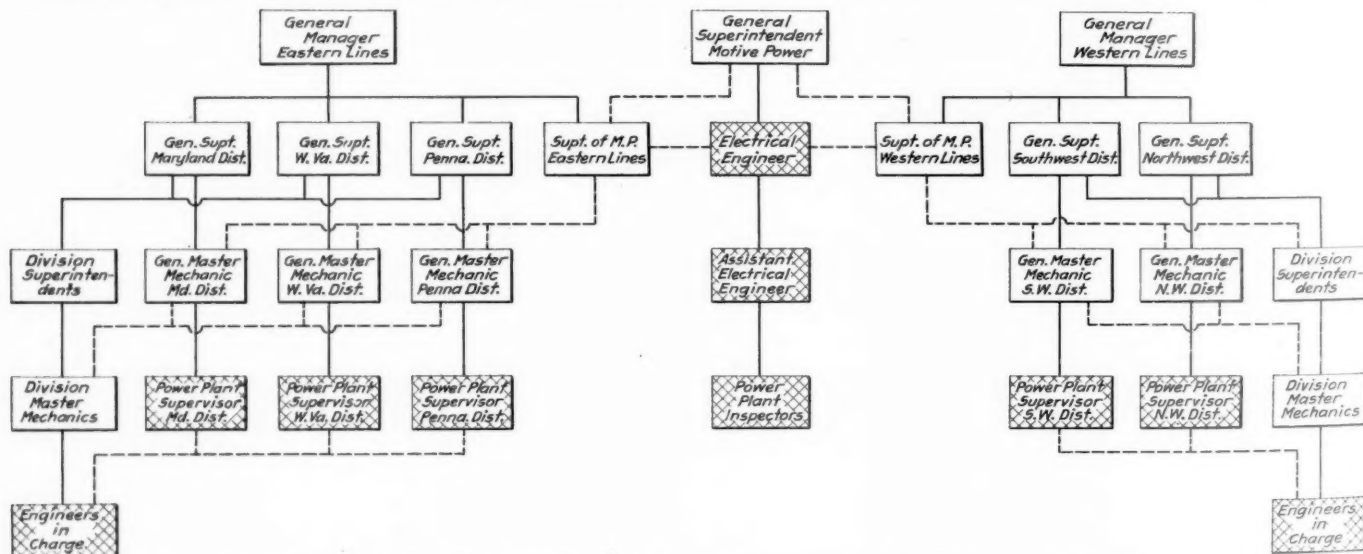 General
Manager
Eastern Lines
General
Superintendent
Motive Power
General
Manager
Western Lines
Gen. Supt.
Maryland Dist.
Gen. Supt.
W. Va. Dist.
Gen. Supt.
Penna. Dist.
Supt. of M.P.
Eastern Lines
Electrical
Engineer
Supt. of M.P.
Western Lines
Gen. Supt.
Southwest Dist.
Gen. Supt.
Northwest Dist.
Division
Superinten-
dents
Gen. Master
Mechanic
Md. Dist.
Gen. Master
Mechanic
W. Va. Dist.
Gen. Master
Mechanic
Penna Dist.
Assistant
Electrical
Engineer
Gen. Master
Mechanic
S.W. Dist.
Gen. Master
Mechanic
N.W. Dist.
Division
Superinten-
dents
Division
Master
Mechanics
Power Plant
Supervisor
Md. Dist.
Power Plant
Supervisor
W. Va. Dist.
Power Plant
Supervisor
Penna. Dist.
Power
Plant
Inspectors
Power Plant
Supervisor
S.W. Dist.
Power Plant
Supervisor
N.W. Dist.
Division
Master
Mechanics
Engineers
in
Charge
Engineers
in
Charge